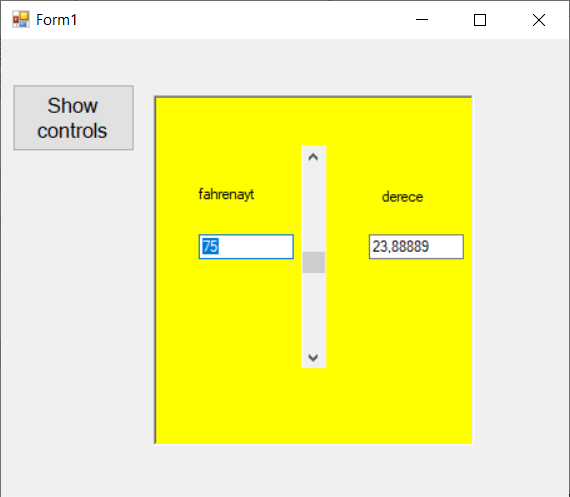 Form1
Show
controls
fahrenayt
derece
75
23,88889